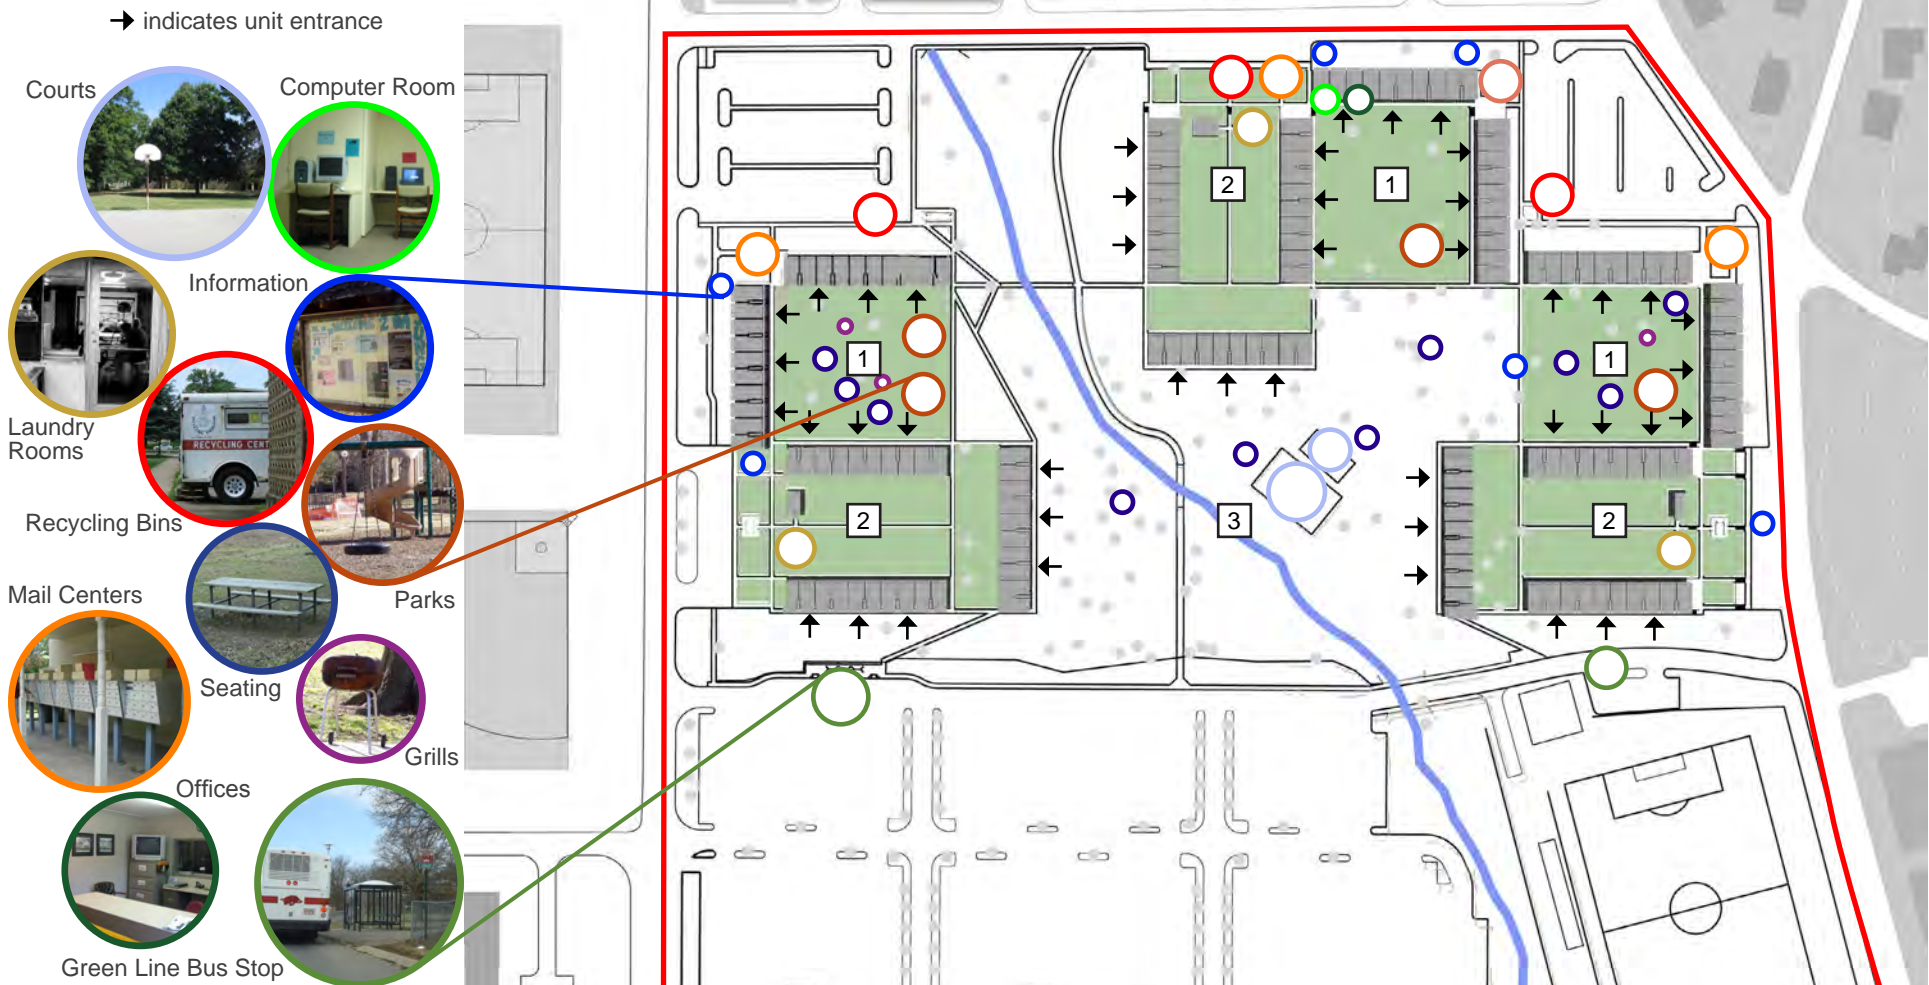 → indicates unit entrance
Courts
Computer Room
Information
Laundry
Rooms
RECYCLING CENT
Recycling Bins
Parks
Mail Centers
Seating
Grills
Offices
Green Line Bus Stop
2
1
1
1
2
3
2